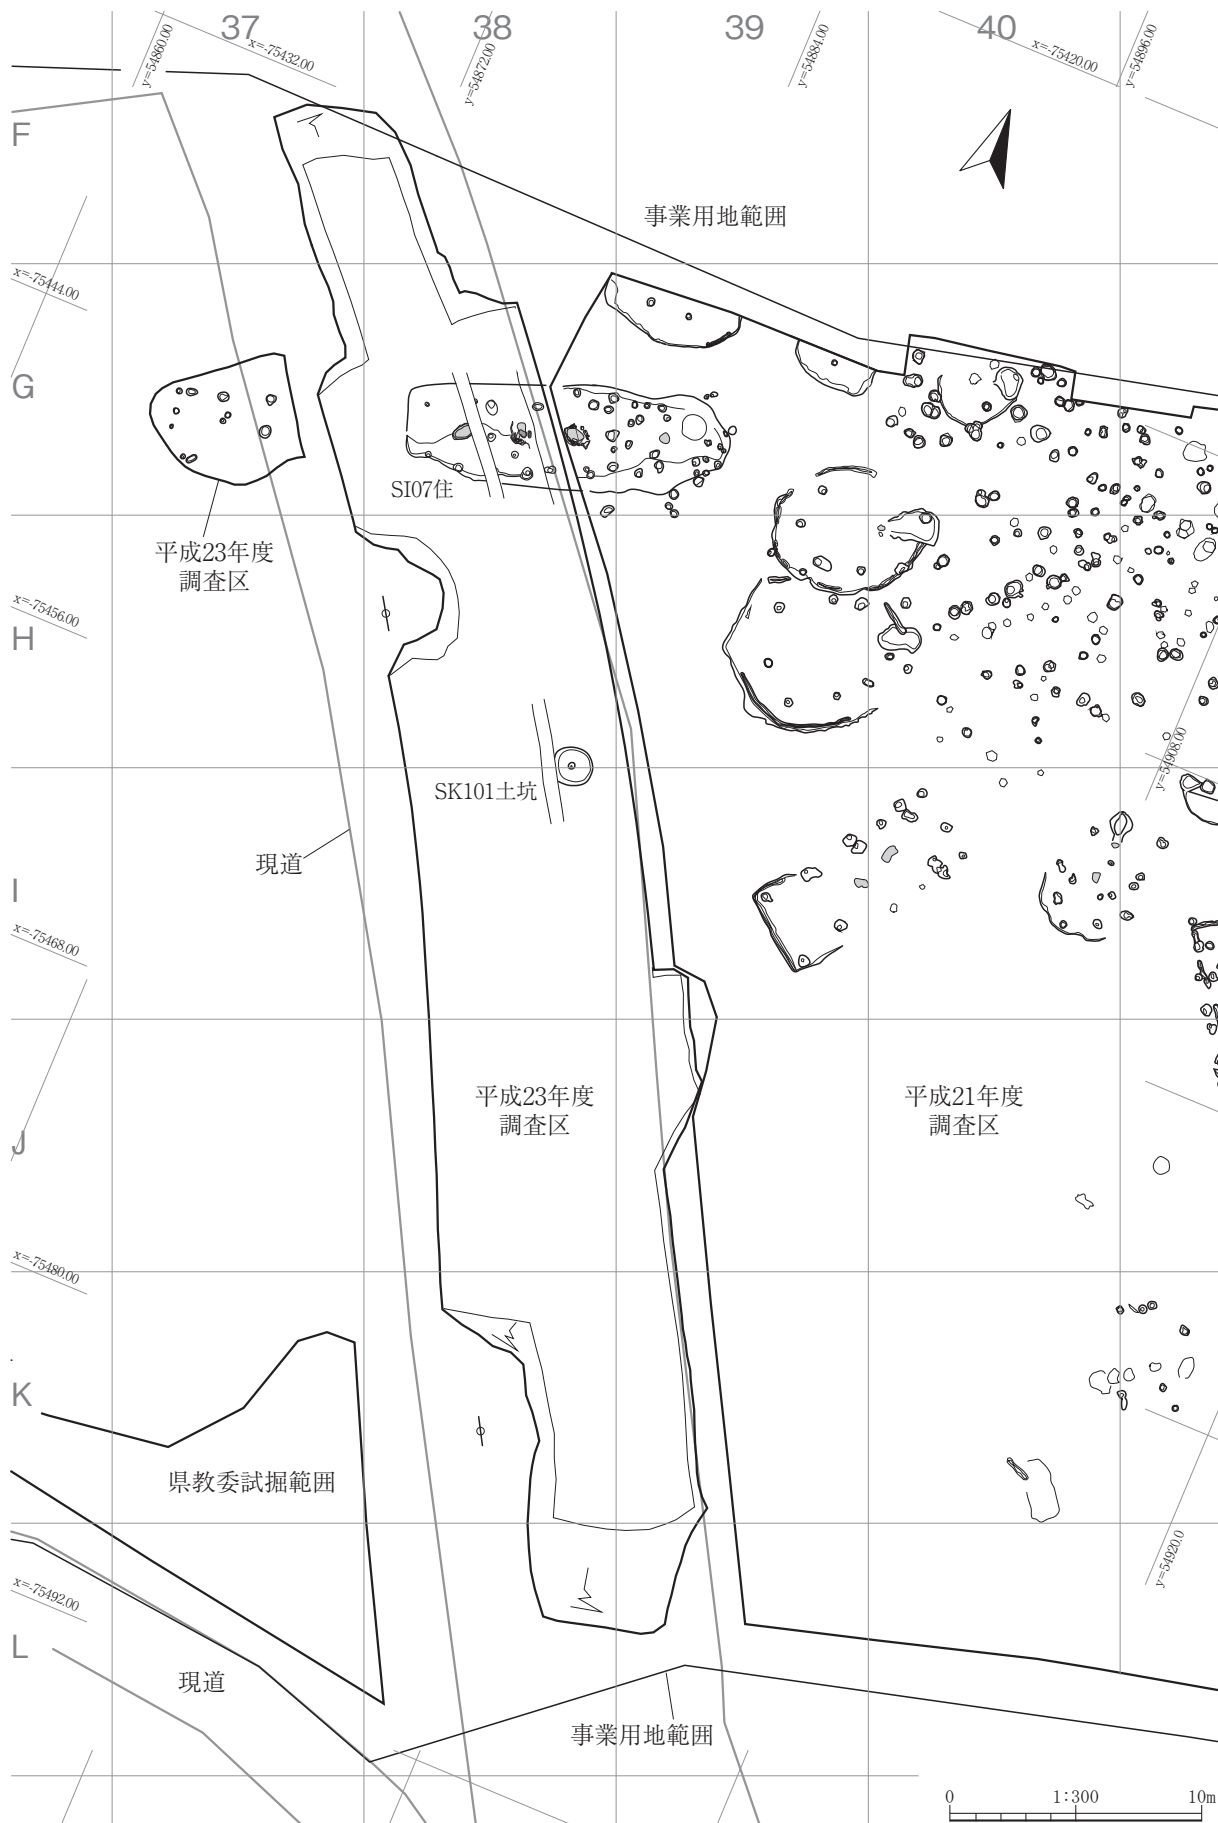 37
38
39
40
y=54860.00
x=-75432.00
y=54872.00
y=54884.00
x=-75420.00
y=54896.00
F
事業用地範囲
x=-75444.00
G
SI07住
平成23年度
調査区
x=-75456.00
H
y=54908.00
SK101土坑
現道
I
x=-75468.00
平成23年度
調査区
平成21年度
調査区
J
x=-75480.00
K
県教委試掘範囲
y=54920.0
x=-75492.00
L
現道
事業用地範囲
0 1:300 10m